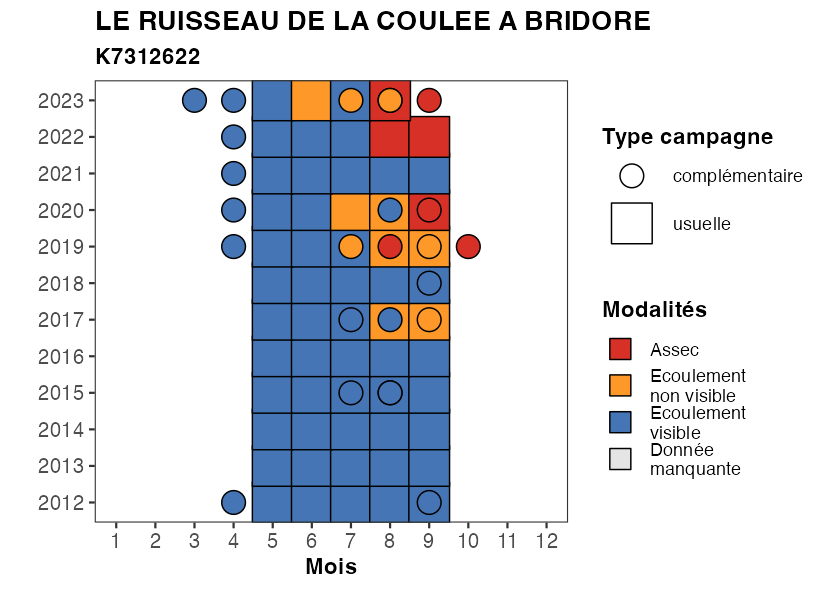 LE RUISSEAU DE LA COULEE A BRIDORE
K7312622
2023
2022
2021
2020
2019
2018
2017
2016
2015
2014
2013
2012
1 2 3 4 5 6 7 8 9 10 11 12
Mois
Type campagne
complémentaire
usuelle
Modalités
Assec
Ecoulement
non visible
Ecoulement
visible
Donnée
manquante